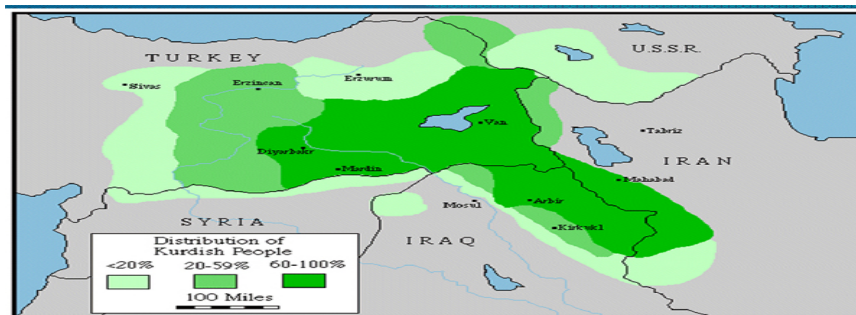 TURKEY
U.S.S.R.
Sivas
Erzincan
Erzurum
Van
Tabriz
Diyarbakr
IRAN
Mardin
Mahabad
Mosul
Arbir
SYRIA
Kirkukl
IRAQ
Distribution of
Kurdish People
<20% 20-59% 60-100%
100 Miles